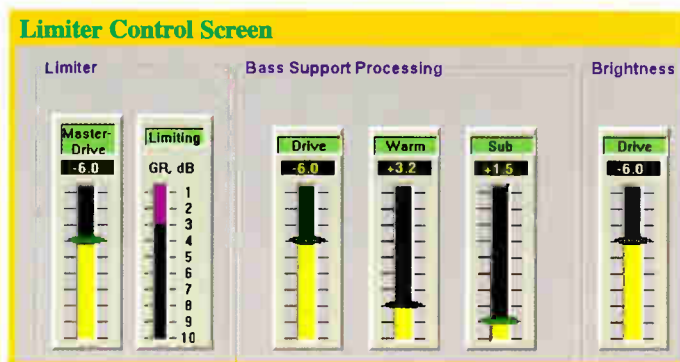 Limiter Control Screen
Limiter
Bass Support Processing
Brightness
Master-
Drive
-6.0
Limiting
GR, dB
1
2
3
4
5
6
7
8
9
10
Drive
-6.0
Warm
+3.2
Sub
+1.5
Drive
-6.0